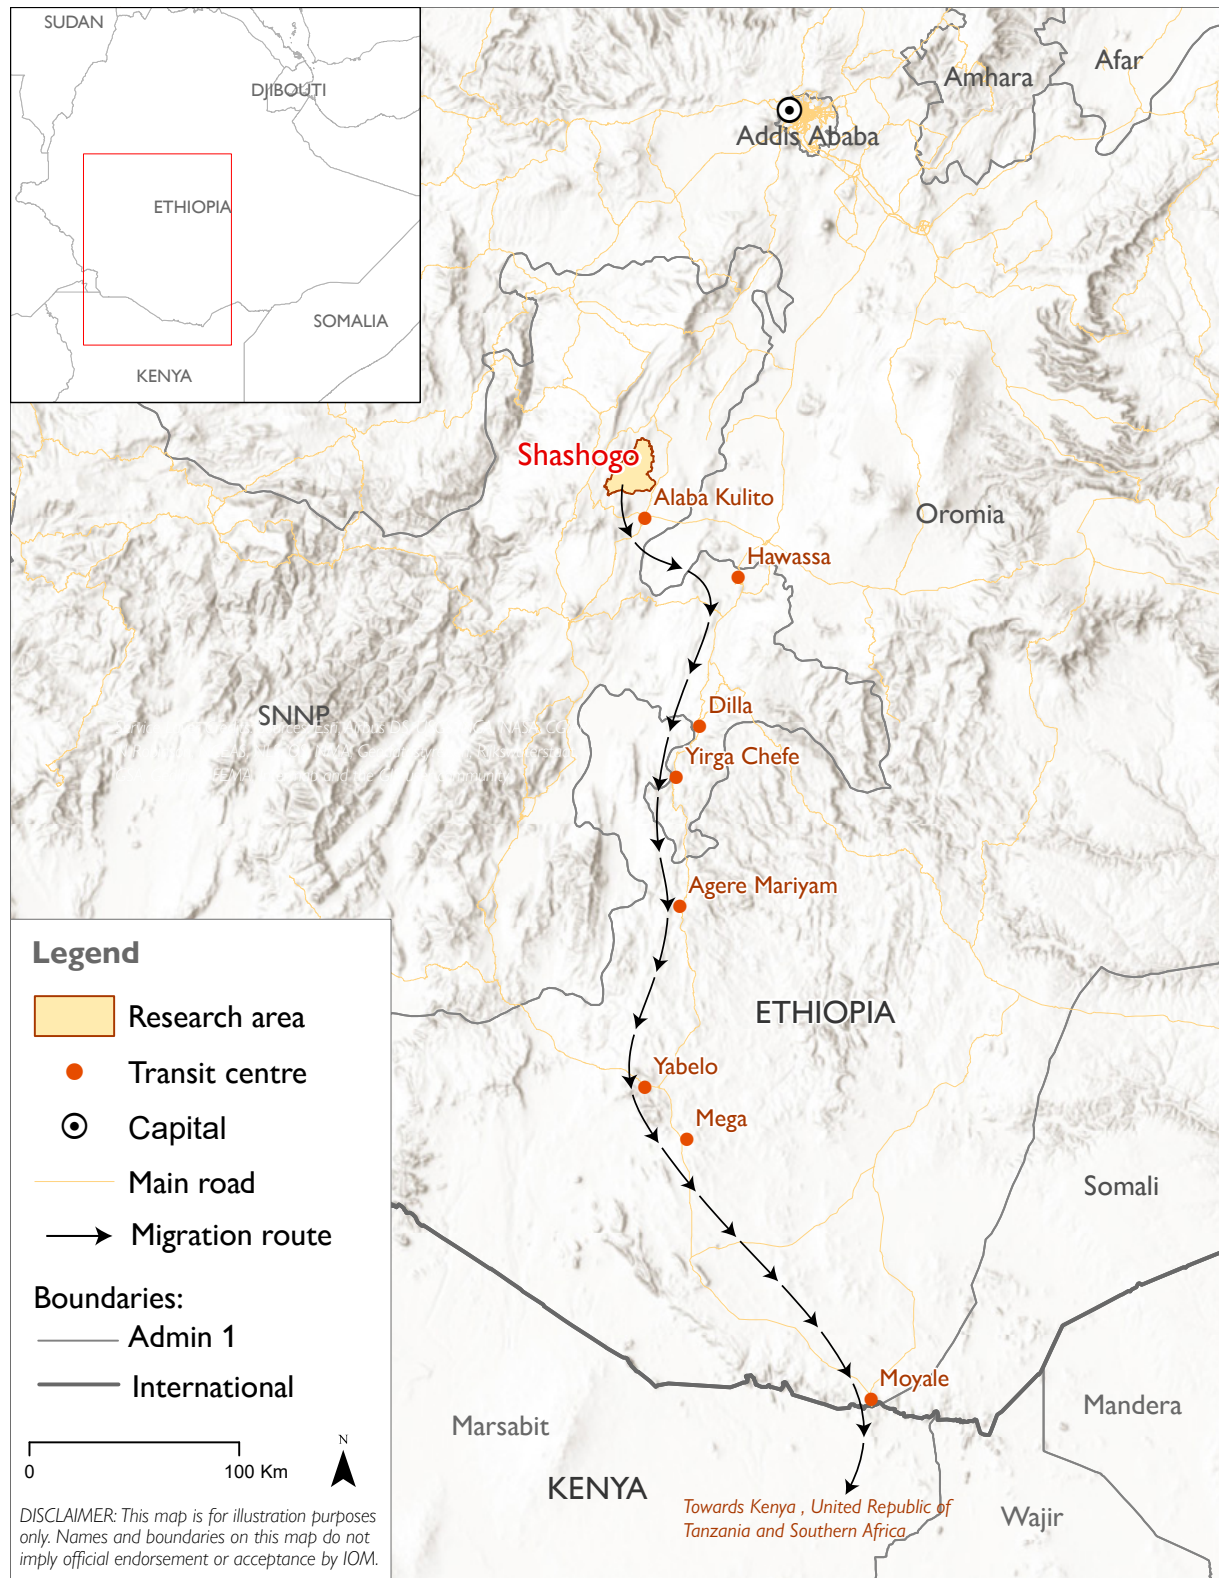 SUDAN
DJIBOUTI
ETHIOPIA
SOMALIA
KENYA
Afar
Amhara
Addis Ababa
Shashogo
Alaba Kulito
Oromia
Hawassa
SNNP
Dilla
Yirga Chefe
Agere Mariyam
ETHIOPIA
Yabelo
Mega
Somali
Moyale
Mandera
Marsabit
KENYA
Wajir
Towards Kenya , United Republic of
Tanzania and Southern Africa
Legend
Research area
Transit centre
Capital
Main road
Migration route
Boundaries:
Admin 1
International
N
0 100 Km
DISCLAIMER: This map is for illustration purposes
only. Names and boundaries on this map do not
imply official endorsement or acceptance by IOM.